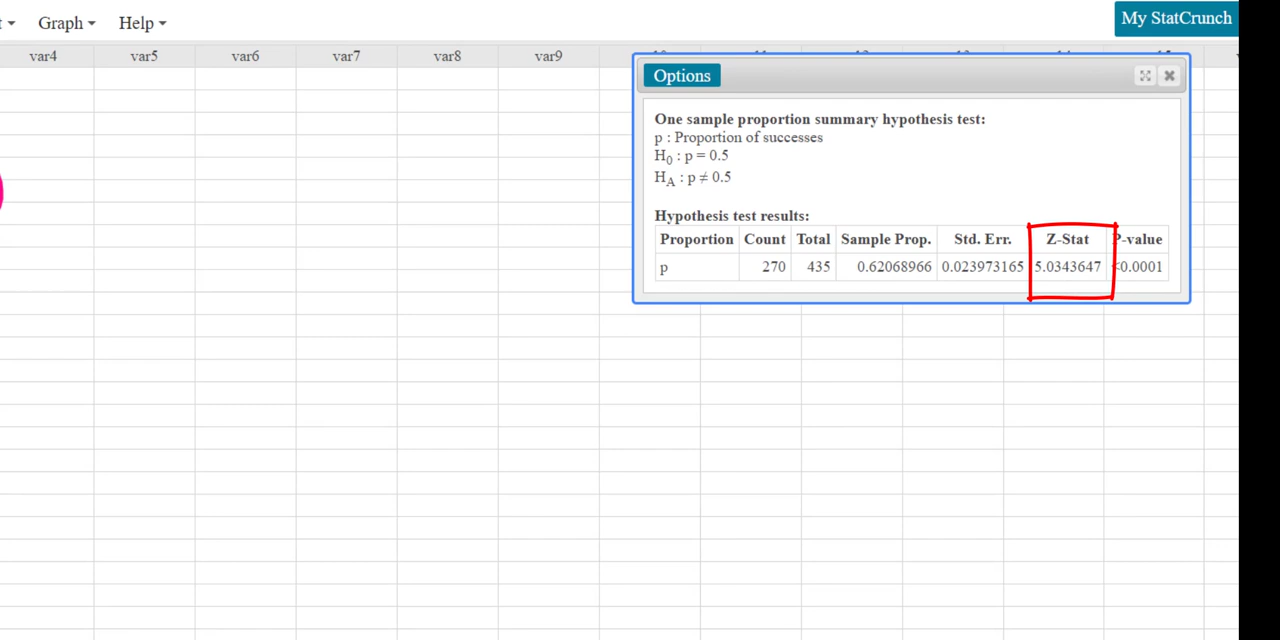 Graph Help
My StatCrunch
var4 var5 var6 var7 var8 var9
Options
One sample proportion summary hypothesis test:
p : Proportion of successes
H0 : p = 0.5
HA : p ≠ 0.5
Hypothesis test results:
Proportion Count Total Sample Prop. Std. Err. Z-Stat P-value
p 270 435 0.62068966 0.023973165 5.0343647 <0.0001